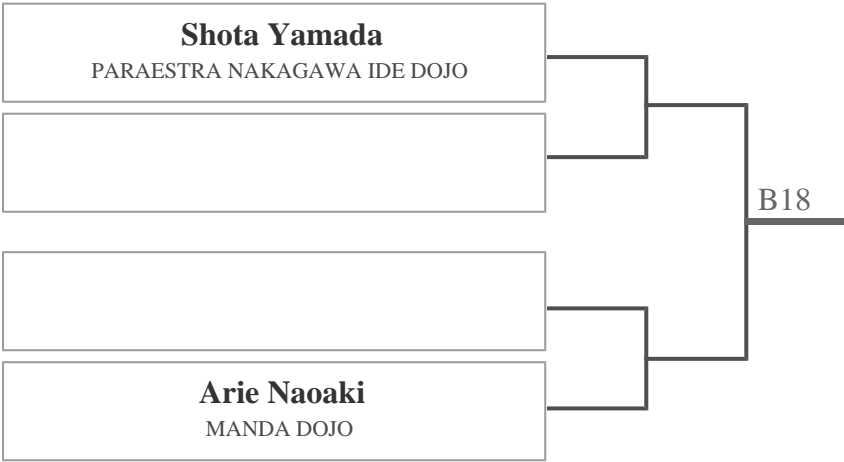 Shota Yamada
PARAESTRA NAKAGAWA IDE DOJO
B18
Arie Naoaki
MANDA DOJO